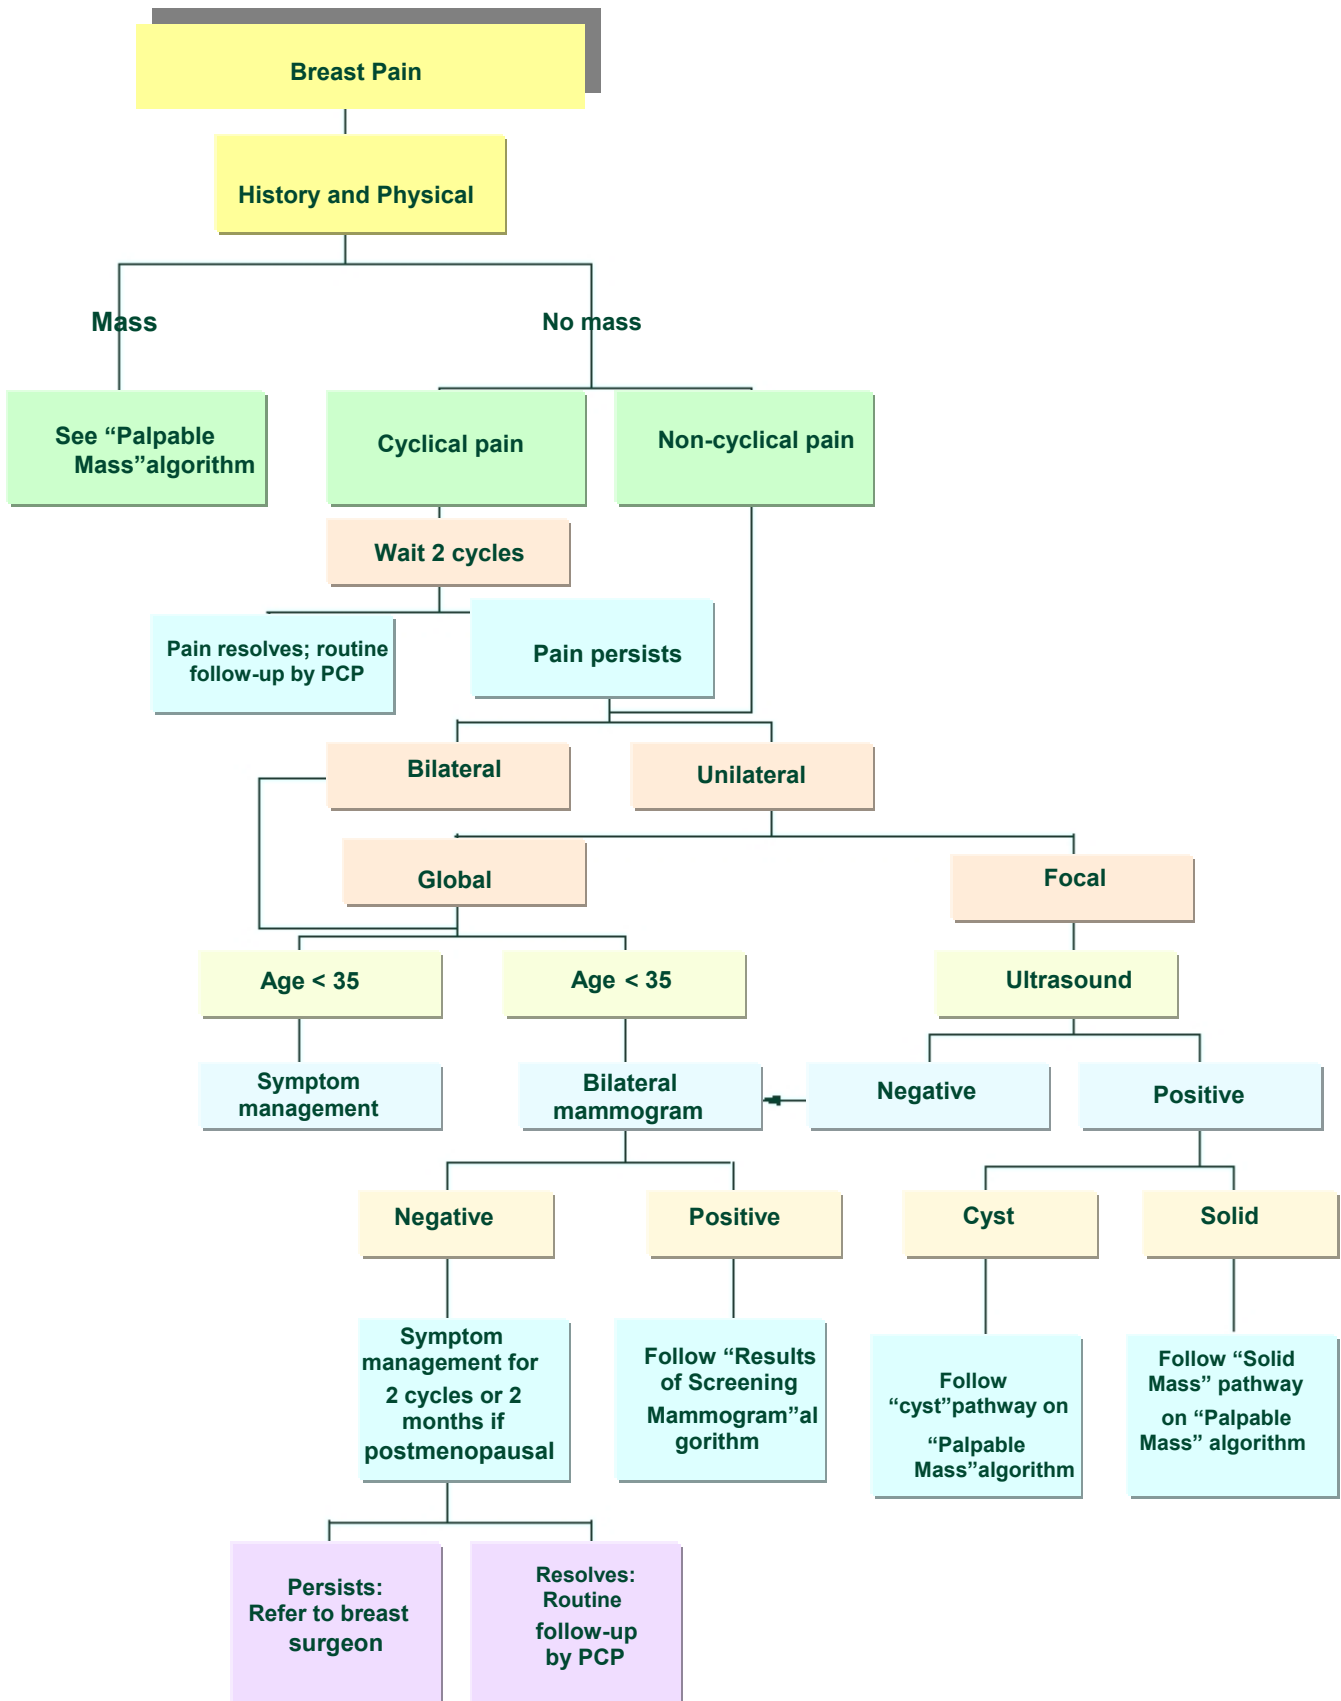 Breast Pain
History and Physical
Mass
No mass
See “Palpable
Mass”algorithm
Cyclical pain
Non-cyclical pain
Wait 2 cycles
Pain resolves; routine
follow-up by PCP
Pain persists
Bilateral
Unilateral
Global
Focal
Age < 35
Age < 35
Ultrasound
Symptom
management
Bilateral
mammogram
Negative
Positive
Negative
Positive
Cyst
Solid
Symptom
management for
2 cycles or 2
months if
postmenopausal
Follow “Results
of Screening
Mammogram”al
gorithm
Follow
“cyst”pathway on
“Palpable
Mass”algorithm
Follow “Solid
Mass” pathway
on “Palpable
Mass” algorithm
Persists:
Refer to breast
surgeon
Resolves:
Routine
follow-up
by PCP